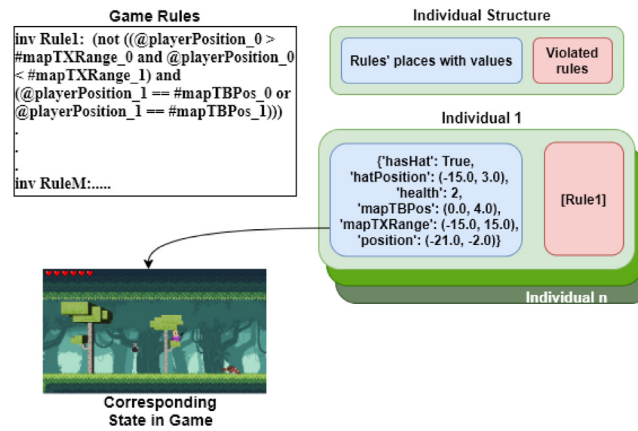 Game Rules
inv Rule1: (not ((@playerPosition_0 >
#mapTXRange_0 and @playerPosition_0
< #mapTXRange_1) and
(@playerPosition_1 == #mapTBPos_0 or
@playerPosition_1 == #mapTBPos_1)))
.
.
.
inv RuleM:.....
Individual Structure
Rules' places with values
Violated
rules
Individual 1
{'hasHat': True,
'hatPosition': (-15.0, 3.0),
'health': 2,
'mapTBPos': (0.0, 4.0),
'mapTXRange': (-15.0, 15.0),
'position': (-21.0, -2.0)}
[Rule1]
Individual n
Corresponding
State in Game